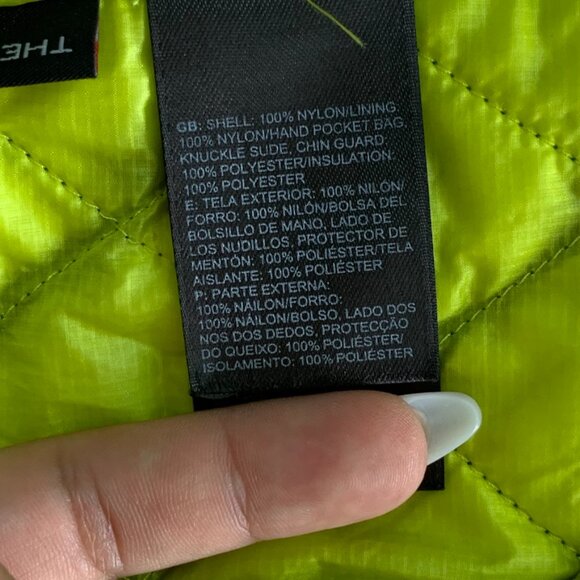 THE
GB: SHELL: 100% NYLON/LINING:
100% NYLON/HAND POCKET BAG,
KNUCKLE SIDE, CHIN GUARD:
100% POLYESTER/INSULATION:
100% POLYESTER
E: TELA EXTERIOR: 100% NILÓN/
FORRO: 100% NILÓN/BOLSA DEL
BOLSILLO DE MANO, LADO DE
LOS NUDILLOS, PROTECTOR DE
MENTÓN: 100% POLIÉSTER/TELA
AISLANTE: 100% POLIÉSTER
P: PARTE EXTERNA:
100% NÁILON/FORRO:
100% NÁILON/BOLSO, LADO DOS
NOS DOS DEDOS, PROTECÇÃO
DO QUEIXO: 100% POLIÉSTER/
ISOLAMENTO: 100% POLIÉSTER